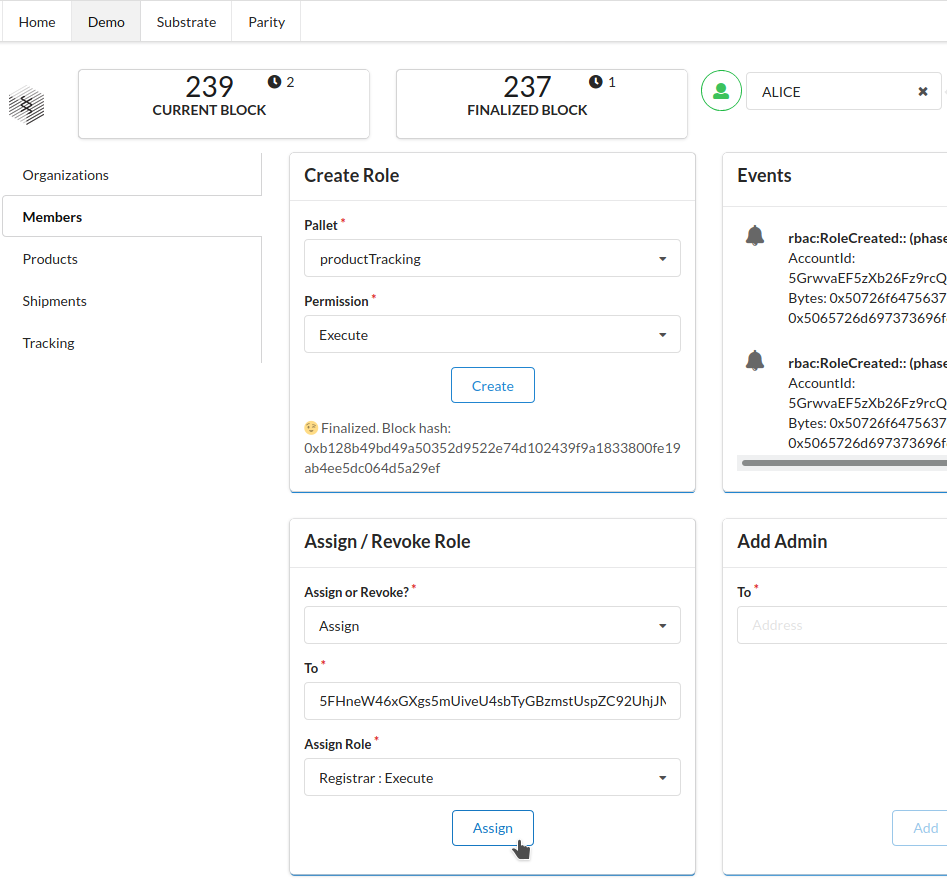 Home Demo Substrate Parity
239 2
CURRENT BLOCK
237 1
FINALIZED BLOCK
ALICE
Organizations
Members
Products
Shipments
Tracking
Create Role
Pallet *
productTracking
Permission *
Execute
Create
Finalized. Block hash:
0xb128b49bd49a50352d9522e74d102439f9a1833800fe19
ab4ee5dc064d5a29ef
Events
rbac:RoleCreated:: (phase
AccountId:
5GrwvaEF5zXb26Fz9rcQ
Bytes: 0x50726f6475637
0x5065726d697373696f
rbac:RoleCreated:: (phase
AccountId:
5GrwvaEF5zXb26Fz9rcQ
Bytes: 0x50726f6475637
0x5065726d697373696f
Assign / Revoke Role
Assign or Revoke? *
Assign
To *
5FHneW46xGXgs5mUiveU4sbTyGBzmstUspZC92UhjJM
Assign Role *
Registrar : Execute
Assign
Add Admin
To *
Address
Add